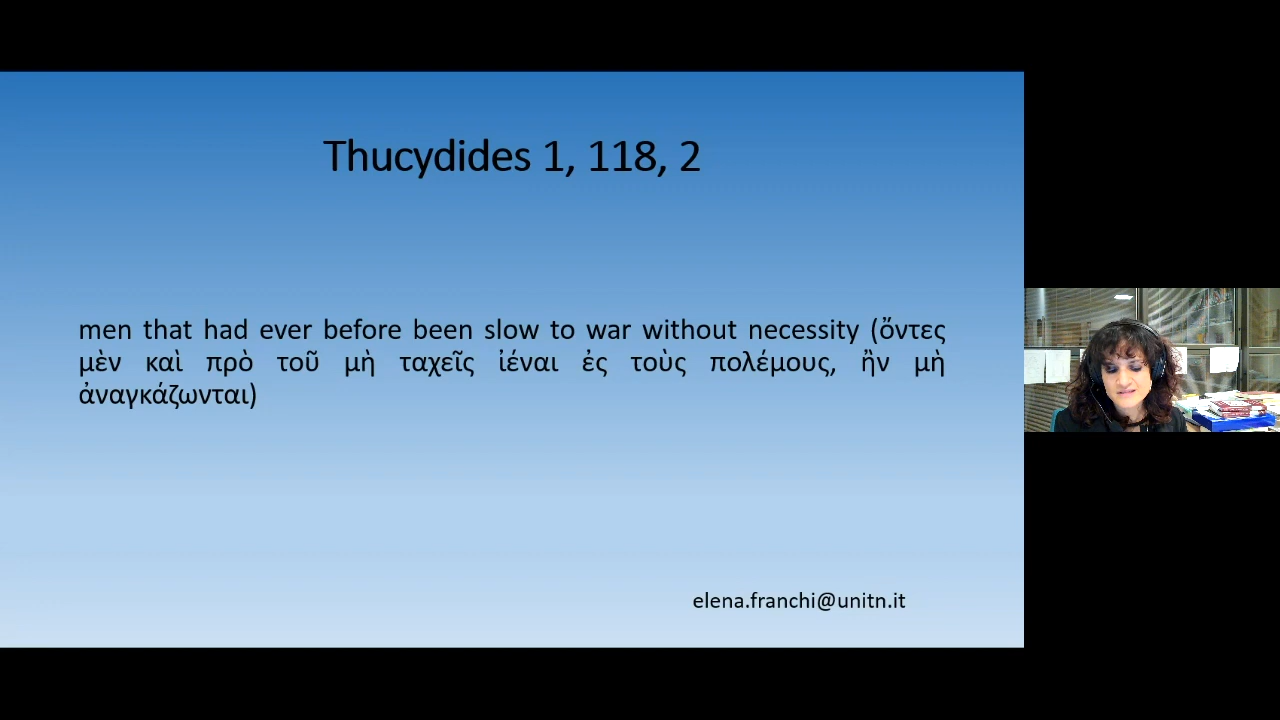 Thucydides 1, 118, 2
men that had ever before been slow to war without necessity (ὄντες
μὲν καὶ πρὸ τοῦ μὴ ταχεῖς ἰέναι ἐς τοὺς πολέμους, ἢν μὴ
ἀναγκάζωνται)
elena.franchi@unitn.it